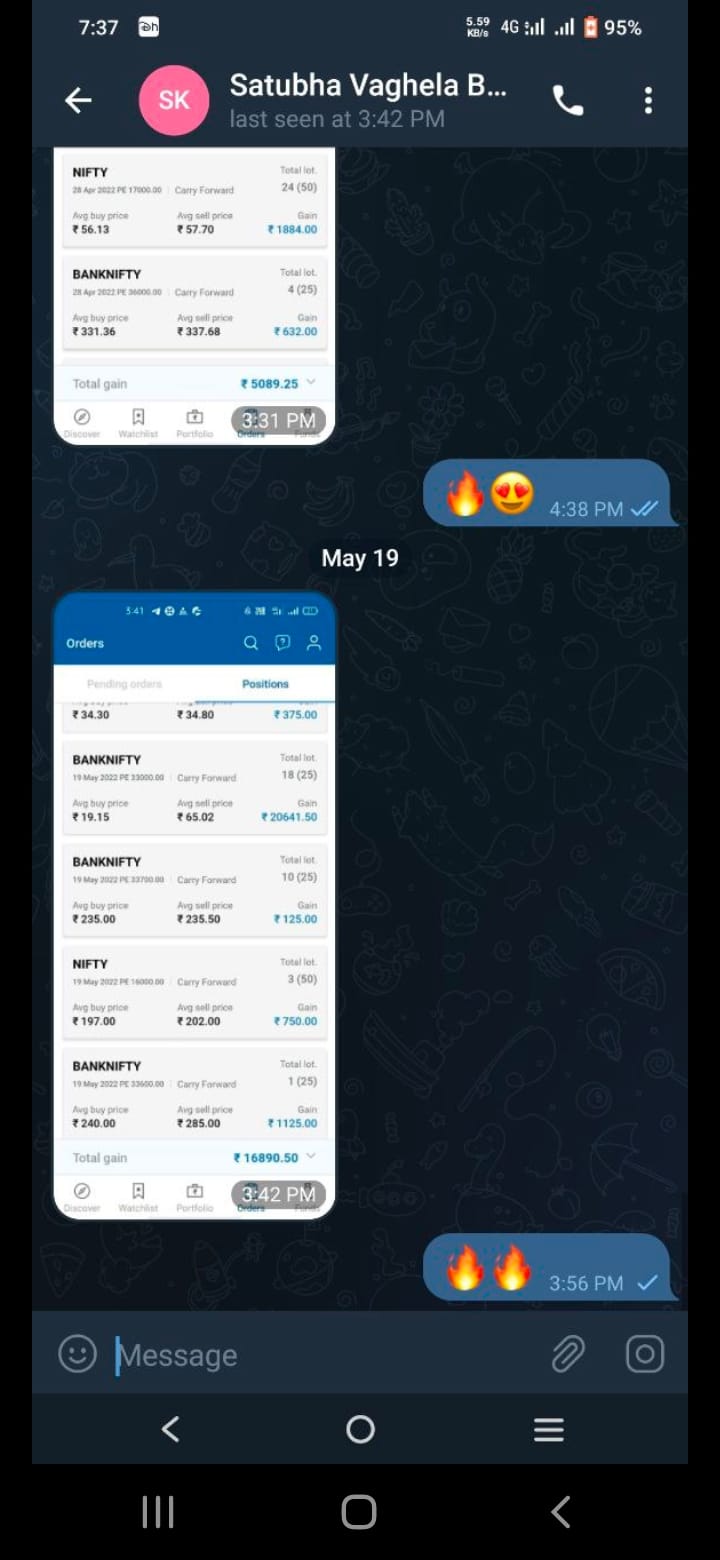 7:37 5.59 KB/s 4G 95%
SK Satubha Vaghela B...
last seen at 3:42 PM
NIFTY Total lot.
28 Apr 2022 PE 17000.00 | Carry Forward 24 (50)
Avg buy price Avg sell price Gain
₹ 56.13 ₹ 57.70 ₹ 1884.00
BANKNIFTY Total lot.
28 Apr 2022 PE 36000.00 | Carry Forward 4 (25)
Avg buy price Avg sell price Gain
₹ 331.36 ₹ 337.68 ₹ 632.00
Total gain ₹ 5089.25
Discover Watchlist Portfolio Orders Funds
3:31 PM
🔥😍 4:38 PM
May 19
3:41
Orders
Pending orders Positions
₹ 34.30 ₹ 34.80 ₹ 375.00
BANKNIFTY Total lot.
19 May 2022 PE 33000.00 | Carry Forward 18 (25)
Avg buy price Avg sell price Gain
₹ 19.15 ₹ 65.02 ₹ 20641.50
BANKNIFTY Total lot.
19 May 2022 PE 33700.00 | Carry Forward 10 (25)
Avg buy price Avg sell price Gain
₹ 235.00 ₹ 235.50 ₹ 125.00
NIFTY Total lot.
19 May 2022 PE 16000.00 | Carry Forward 3 (50)
Avg buy price Avg sell price Gain
₹ 197.00 ₹ 202.00 ₹ 750.00
BANKNIFTY Total lot.
19 May 2022 PE 33600.00 | Carry Forward 1 (25)
Avg buy price Avg sell price Gain
₹ 240.00 ₹ 285.00 ₹ 1125.00
Total gain ₹ 16890.50
Discover Watchlist Portfolio Orders Funds
3:42 PM
🔥🔥 3:56 PM
Message